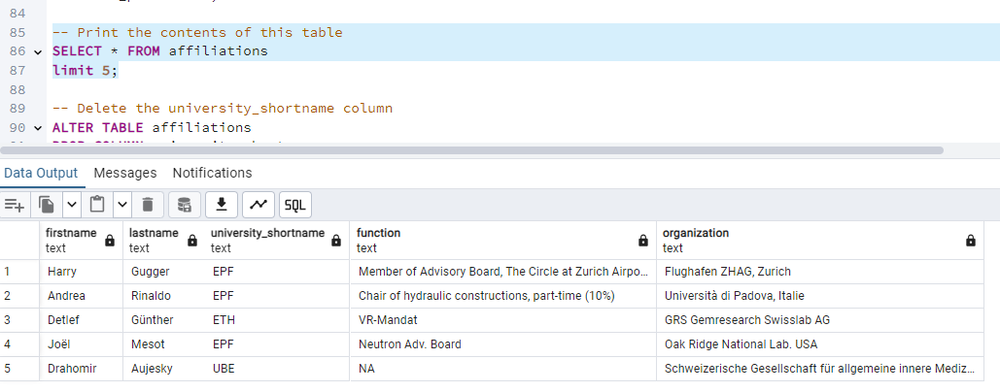 84
85 -- Print the contents of this table
86 SELECT * FROM affiliations
87 limit 5;
88
89 -- Delete the university_shortname column
90 ALTER TABLE affiliations
Data Output Messages Notifications
SQL
firstname lastname university_shortname function organization
text text text text text
1 Harry Gugger EPF Member of Advisory Board, The Circle at Zurich Airpo... Flughafen ZHAG, Zurich
2 Andrea Rinaldo EPF Chair of hydraulic constructions, part-time (10%) Università di Padova, Italie
3 Detlef Günther ETH VR-Mandat GRS Gemresearch Swisslab AG
4 Joël Mesot EPF Neutron Adv. Board Oak Ridge National Lab. USA
5 Drahomir Aujesky UBE NA Schweizerische Gesellschaft für allgemeine innere Mediz...